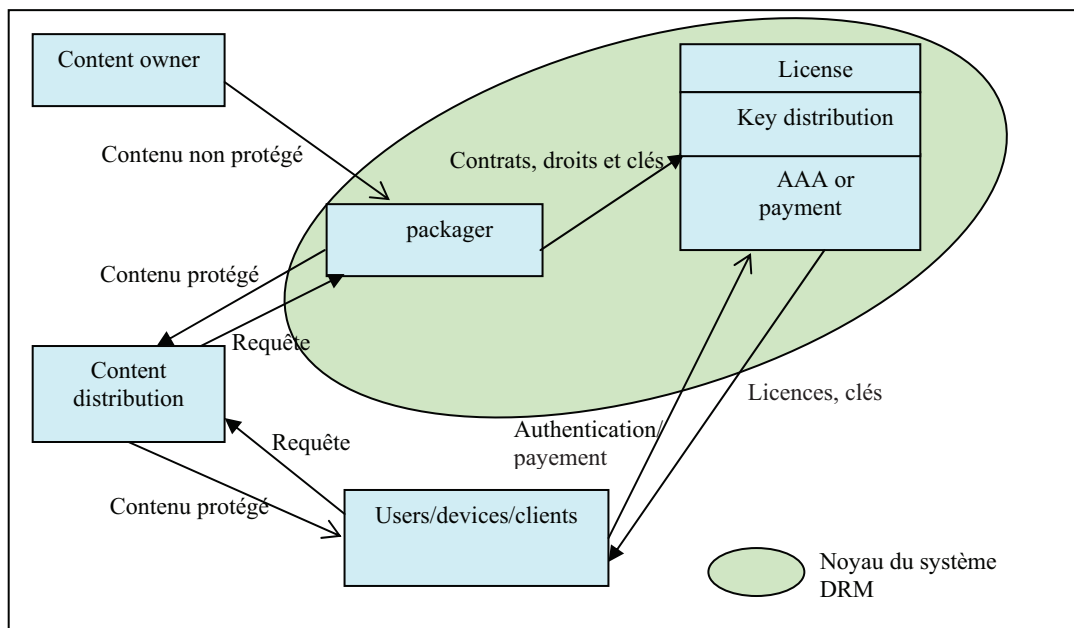 Content owner
License
Key distribution
AAA or
payment
Contenu non protégé
Contrats, droits et clés
packager
Contenu protégé
Requête
Content
distribution
Licences, clés
Authentication/
payement
Requête
Contenu protégé
Users/devices/clients
Noyau du système
DRM